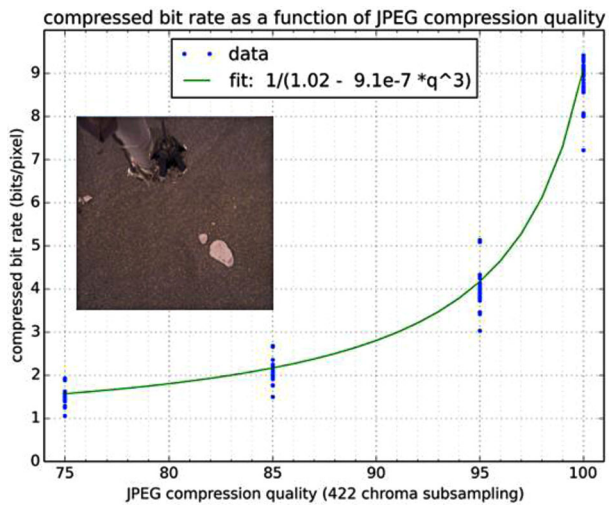 compressed bit rate as a function of JPEG compression quality
data
fit: 1/(1.02 - 9.1e-7 *q^3)
compressed bit rate (bits/pixel)
9
8
7
6
5
4
3
2
1
0
75 80 85 90 95 100
JPEG compression quality (422 chroma subsampling)